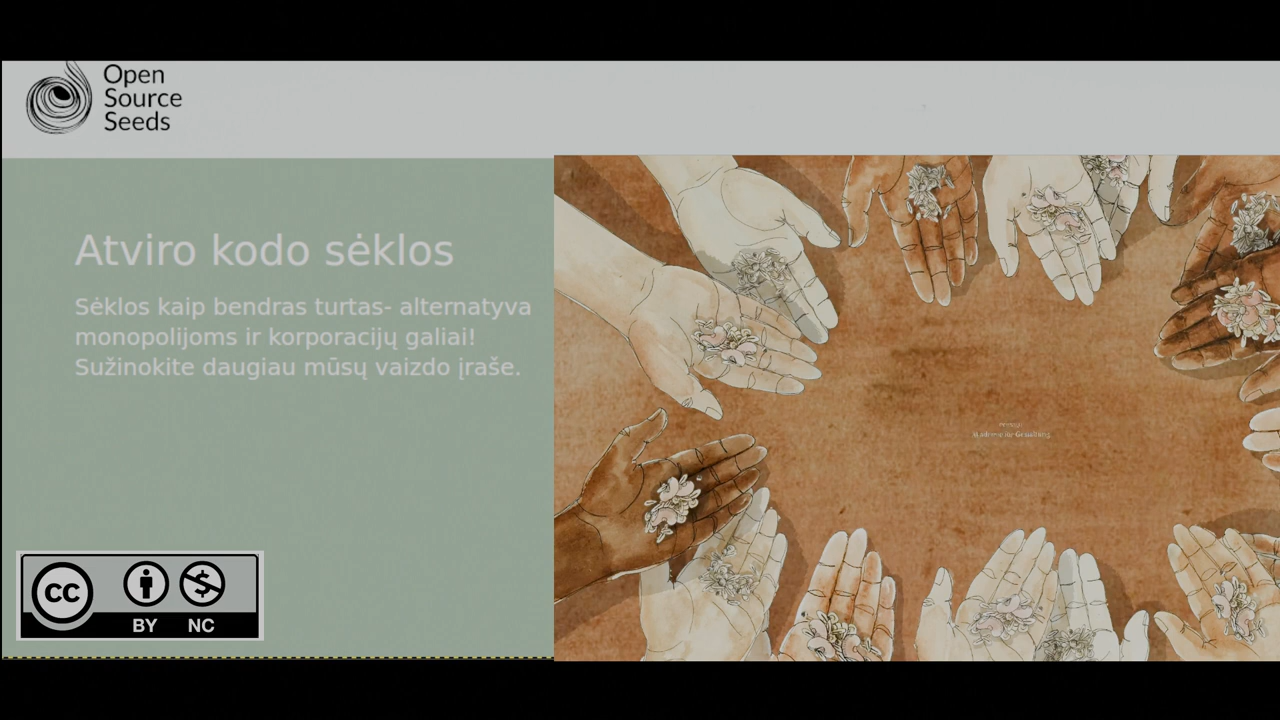 Open
Source
Seeds
Atviro kodo sėklos
Sėklos kaip bendras turtas- alternatyva
monopolijoms ir korporacijų galiai!
Sužinokite daugiau mūsų vaizdo įraše.
CC
BY NC